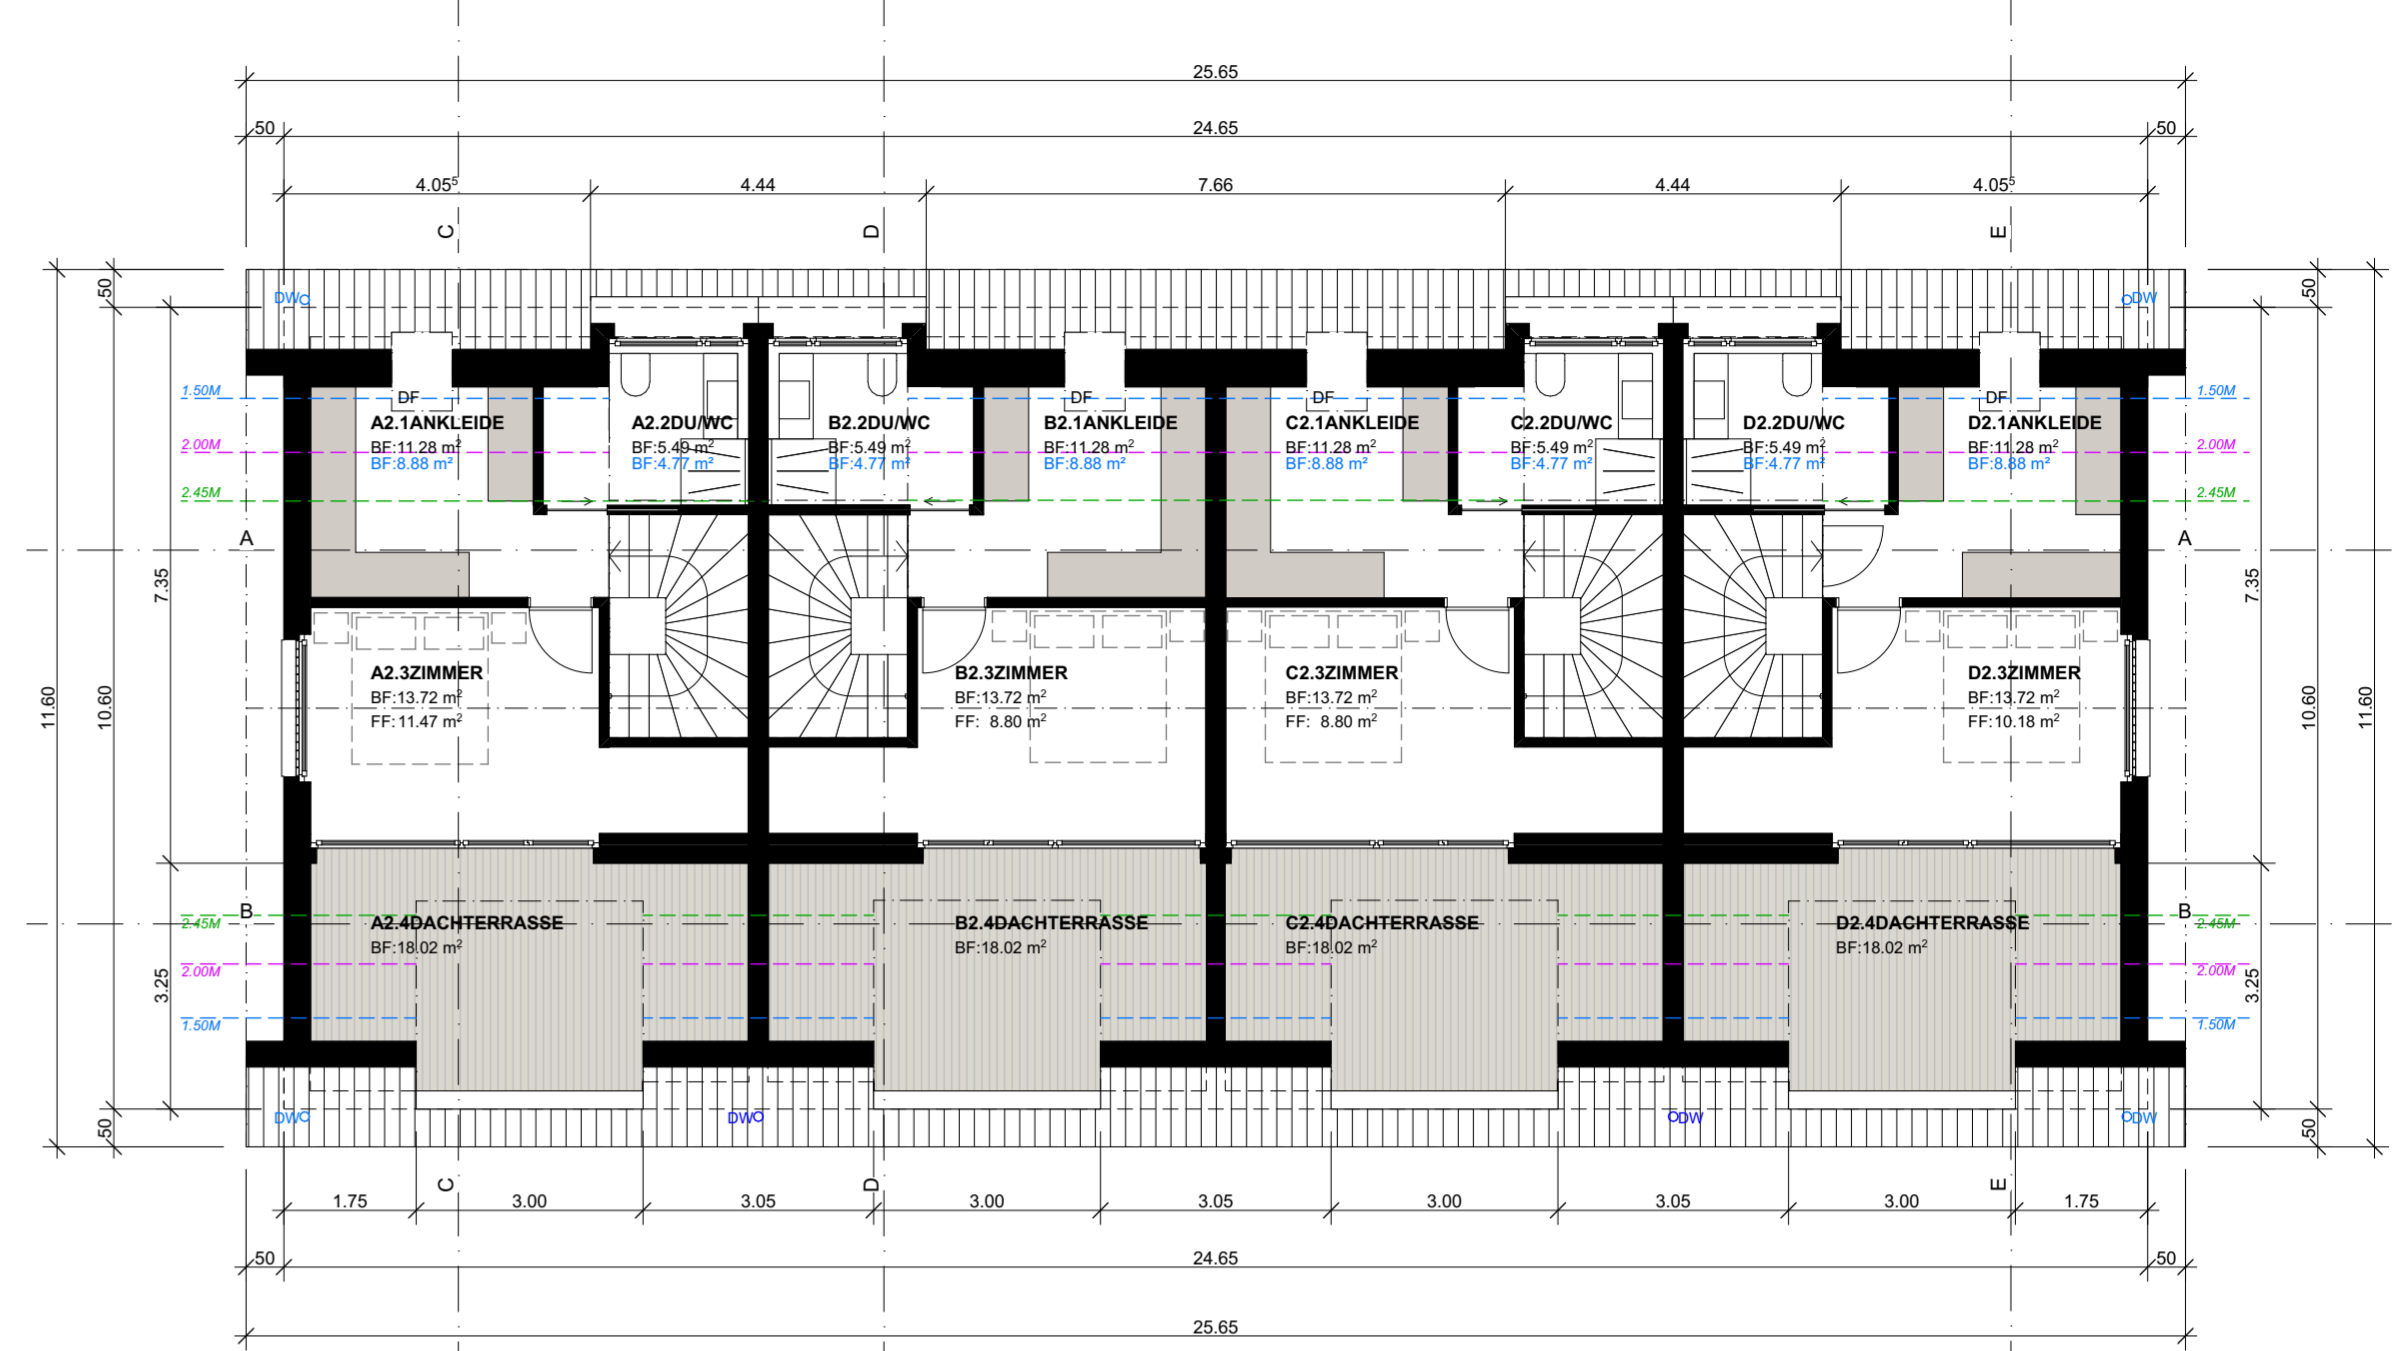 25.65
50 24.65 50
4.05⁵ 4.44 7.66 4.44 4.05⁵
C D E
50 50
DW DW
1.50M DF DF DF DF 1.50M
A2.1ANKLEIDE A2.2DU/WC B2.2DU/WC B2.1ANKLEIDE C2.1ANKLEIDE C2.2DU/WC D2.2DU/WC D2.1ANKLEIDE
2.00M BF:11.28 m² BF:5.49 m² BF:5.49 m² BF:11.28 m² BF:11.28 m² BF:5.49 m² BF:5.49 m² BF:11.28 m² 2.00M
BF:8.88 m² BF:4.77 m² BF:4.77 m² BF:8.88 m² BF:8.88 m² BF:4.77 m² BF:4.77 m² BF:8.88 m²
2.45M 2.45M
A A
7.35 7.35
A2.3ZIMMER B2.3ZIMMER C2.3ZIMMER D2.3ZIMMER
BF:13.72 m² BF:13.72 m² BF:13.72 m² BF:13.72 m²
11.60 10.60 FF: 11.47 m² FF: 8.80 m² FF: 8.80 m² FF:10.18 m² 10.60 11.60
B B
2.45M A2.4DACHTERRASSE B2.4DACHTERRASSE C2.4DACHTERRASSE D2.4DACHTERRASSE 2.45M
BF:18.02 m² BF:18.02 m² BF:18.02 m² BF:18.02 m²
2.00M 2.00M
3.25 3.25
1.50M 1.50M
DW DW DW DW
50 50
C D E
1.75 3.00 3.05 3.00 3.05 3.00 3.05 3.00 1.75
50 24.65 50
25.65